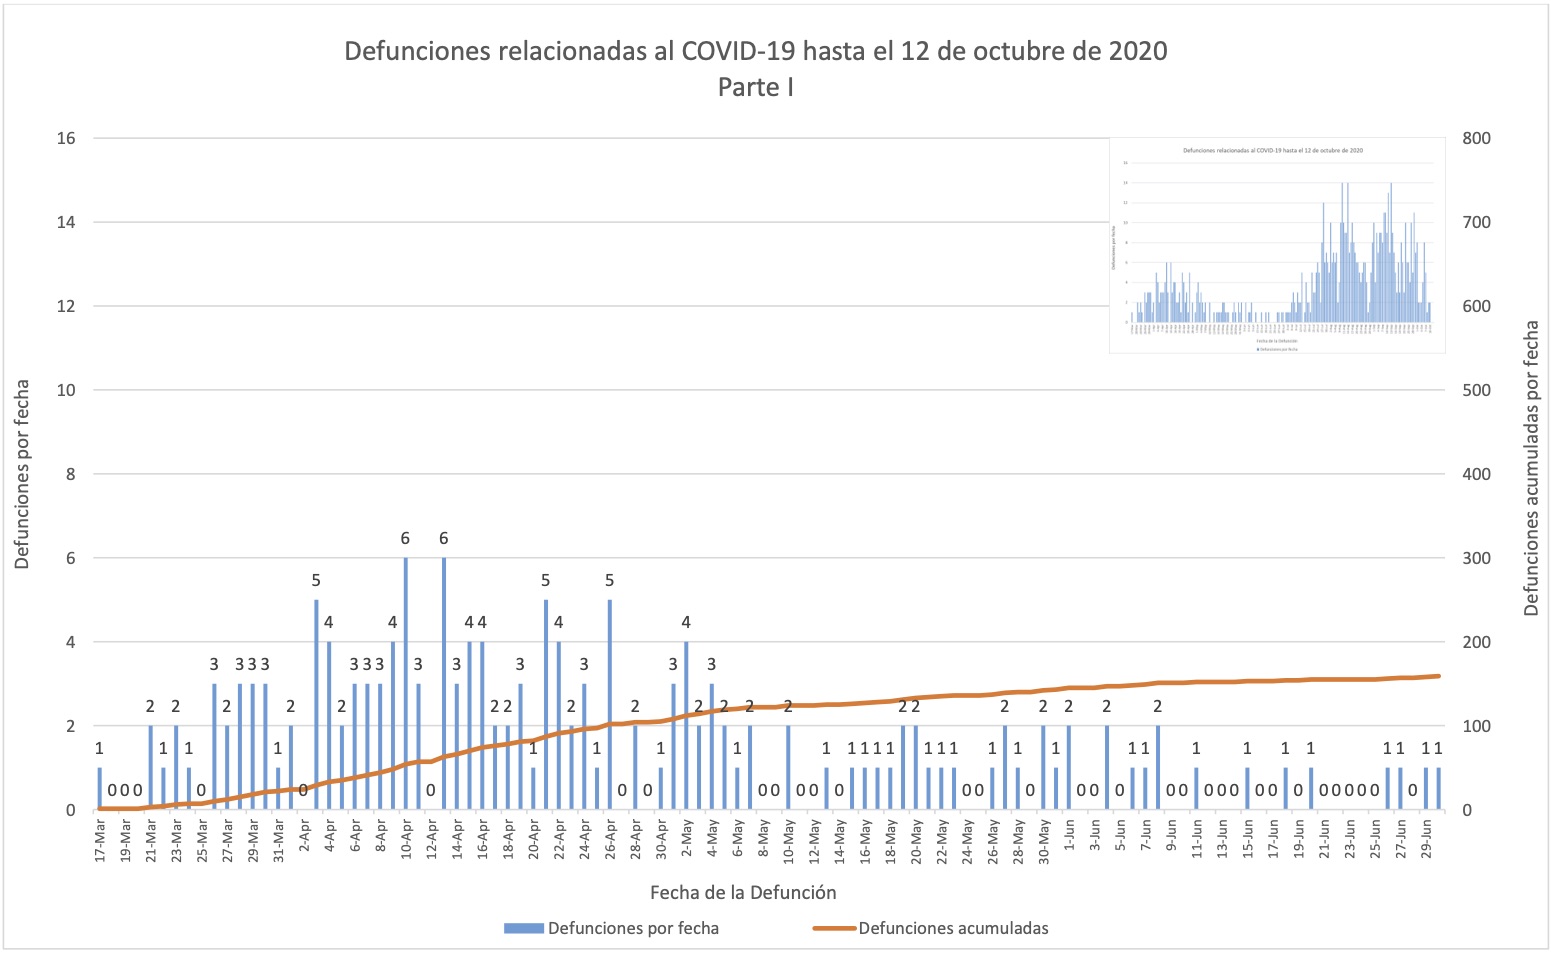 Defunciones relacionadas al COVID-19 hasta el 12 de octubre de 2020
Parte I
16
14
12
10
8
6
4
2
0
Defunciones por fecha
800
700
600
500
400
300
200
100
0
Defunciones acumuladas por fecha
Defunciones relacionadas al COVID-19 hasta el 12 de octubre de 2020
Defunciones por fecha
Fecha de la Defunción
Defunciones por fecha
1 0 0 0 2 1 2 1 0 3 2 3 3 3 1 2 0 5 4 2 3 3 3 4 6 3 0 6 3 4 4 2 2 3 1 5 4 2 3 1 5 0 2 0 1 3 4 2 3 2 1 2 0 0 2 0 0 1 0 1 1 1 1 2 2 1 1 1 0 0 1 2 1 0 2 1 2 0 0 2 0 1 1 2 0 0 1 0 0 0 1 0 0 1 0 1 0 0 0 0 0 1 1 0 1 1
17-Mar 19-Mar 21-Mar 23-Mar 25-Mar 27-Mar 29-Mar 31-Mar 2-Apr 4-Apr 6-Apr 8-Apr 10-Apr 12-Apr 14-Apr 16-Apr 18-Apr 20-Apr 22-Apr 24-Apr 26-Apr 28-Apr 30-Apr 2-May 4-May 6-May 8-May 10-May 12-May 14-May 16-May 18-May 20-May 22-May 24-May 26-May 28-May 30-May 1-Jun 3-Jun 5-Jun 7-Jun 9-Jun 11-Jun 13-Jun 15-Jun 17-Jun 19-Jun 21-Jun 23-Jun 25-Jun 27-Jun 29-Jun
Fecha de la Defunción
Defunciones por fecha
Defunciones acumuladas